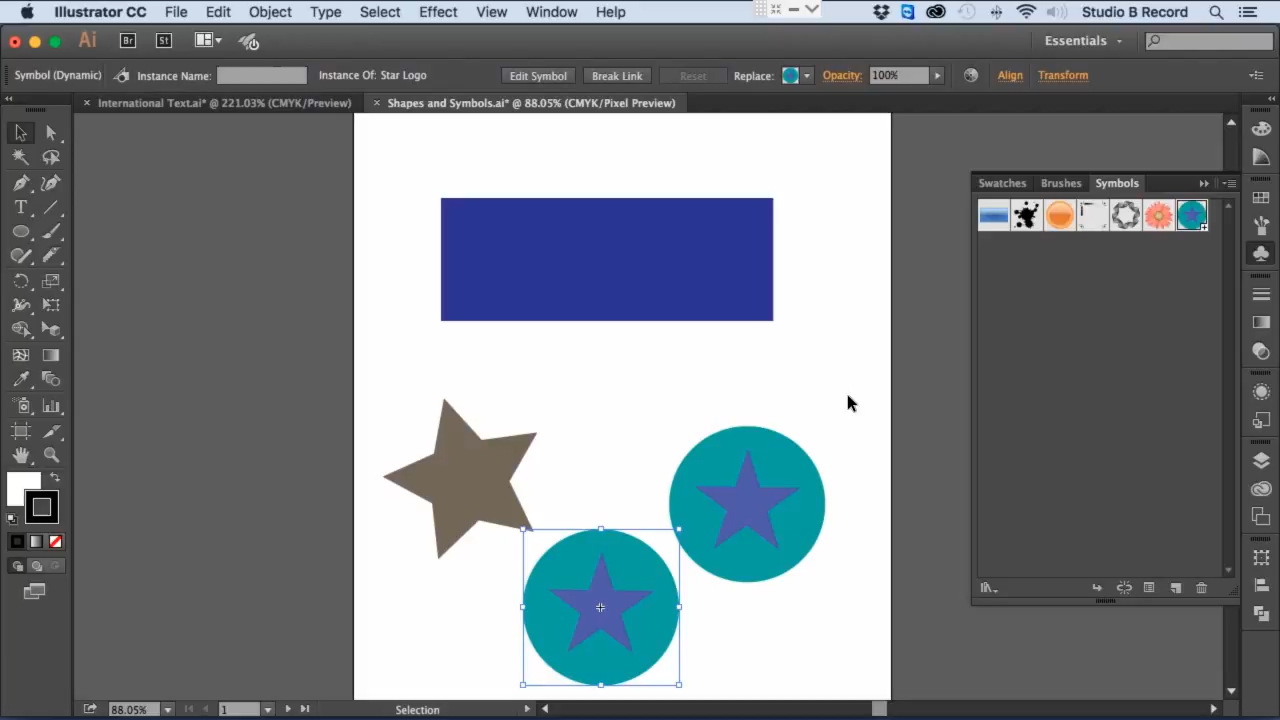 Illustrator CC File Edit Object Type Select Effect View Window Help Studio B Record
Ai Br St Essentials
Symbol (Dynamic) Instance Name: Instance Of: Star Logo Edit Symbol Break Link Reset Replace: Opacity: 100% Align Transform
× International Text.ai* @ 221.03% (CMYK/Preview) × Shapes and Symbols.ai* @ 88.05% (CMYK/Pixel Preview)
Swatches Brushes Symbols
T
88.05% 1 Selection